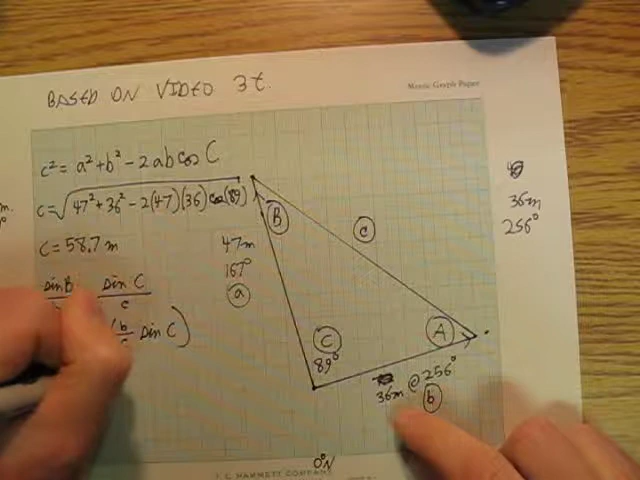 BASED ON VIDEO 3t.
Metric Graph Paper
c² = a² + b² - 2ab cos C
c = √47² + 36² - 2(47)(36) cos(89)
C = 58.7 m
sin B sin C
c
b sin C)
m.
47m
167°
a
B
c
C
89°
A
36m @ 256°
b
36m
256°
0°N